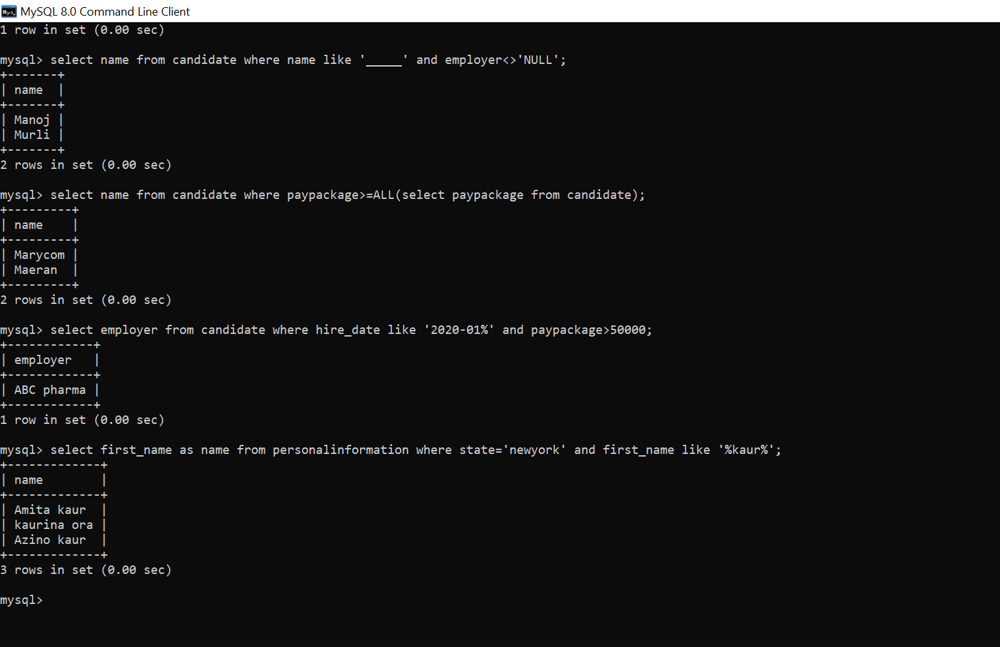 MySQL 8.0 Command Line Client
1 row in set (0.00 sec)
mysql> select name from candidate where name like '_____' and employer<>'NULL';
+-------+
| name  |
+-------+
| Manoj |
| Murli |
+-------+
2 rows in set (0.00 sec)
mysql> select name from candidate where paypackage>=ALL(select paypackage from candidate);
+---------+
| name    |
+---------+
| Marycom |
| Maeran  |
+---------+
2 rows in set (0.00 sec)
mysql> select employer from candidate where hire_date like '2020-01%' and paypackage>50000;
+------------+
| employer   |
+------------+
| ABC pharma |
+------------+
1 row in set (0.00 sec)
mysql> select first_name as name from personalinformation where state='newyork' and first_name like '%kaur%';
+-------------+
| name        |
+-------------+
| Amita kaur  |
| kaurina ora |
| Azino kaur  |
+-------------+
3 rows in set (0.00 sec)
mysql>